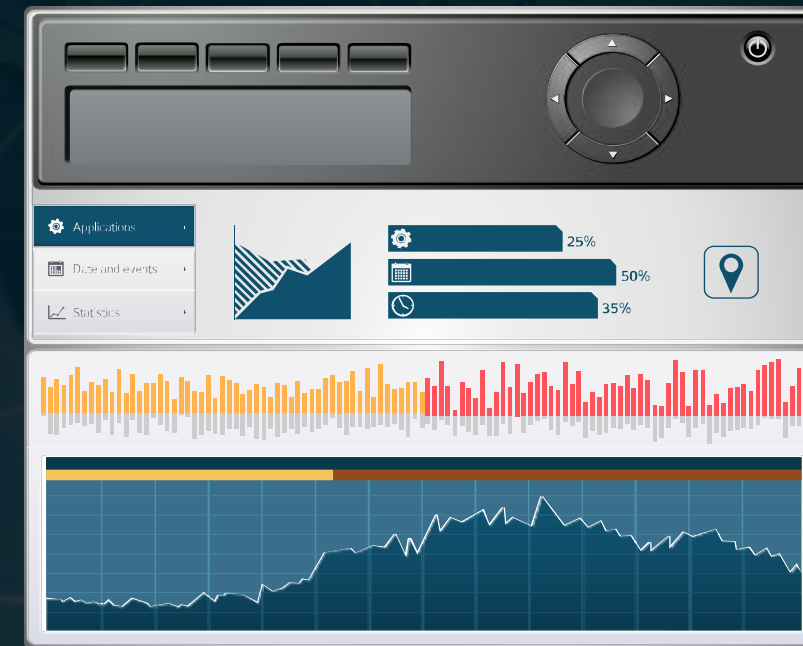 Applications
Date and events
Statistics
25%
50%
35%